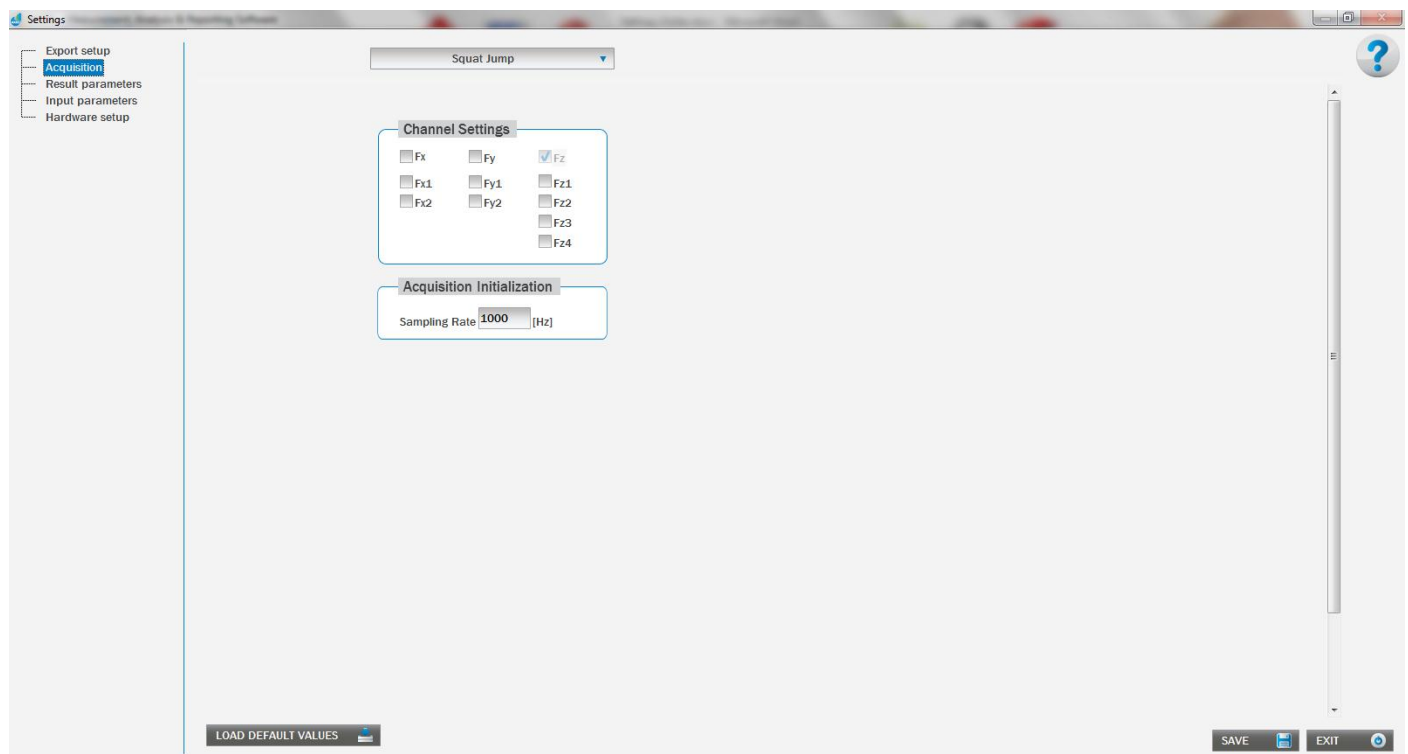 Settings
Export setup
Acquisition
Result parameters
Input parameters
Hardware setup
Squat Jump
?
Channel Settings
Fx Fy Fz
Fx1 Fy1 Fz1
Fx2 Fy2 Fz2
Fz3
Fz4
Acquisition Initialization
Sampling Rate 1000 [Hz]
LOAD DEFAULT VALUES
SAVE EXIT